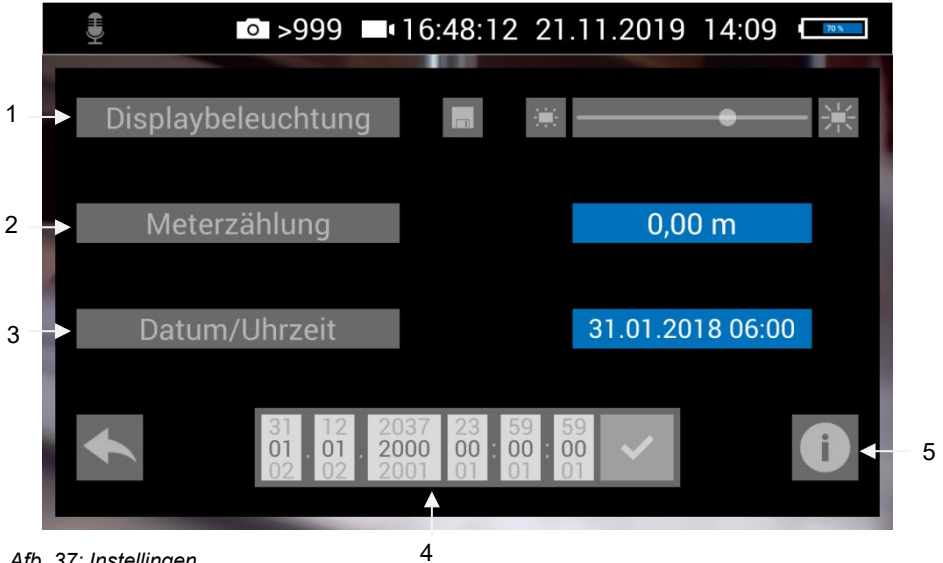 >999 16:48:12 21.11.2019 14:09 70 %
1 Displaybeleuchtung
2 Meterzählung 0,00 m
3 Datum/Uhrzeit 31.01.2018 06:00
31 12 2037 23 59 59
01 . 01 . 2000 00 : 00 : 00
02 02 2001 01 01 01
i 5
4
Afb. 37: Instellingen